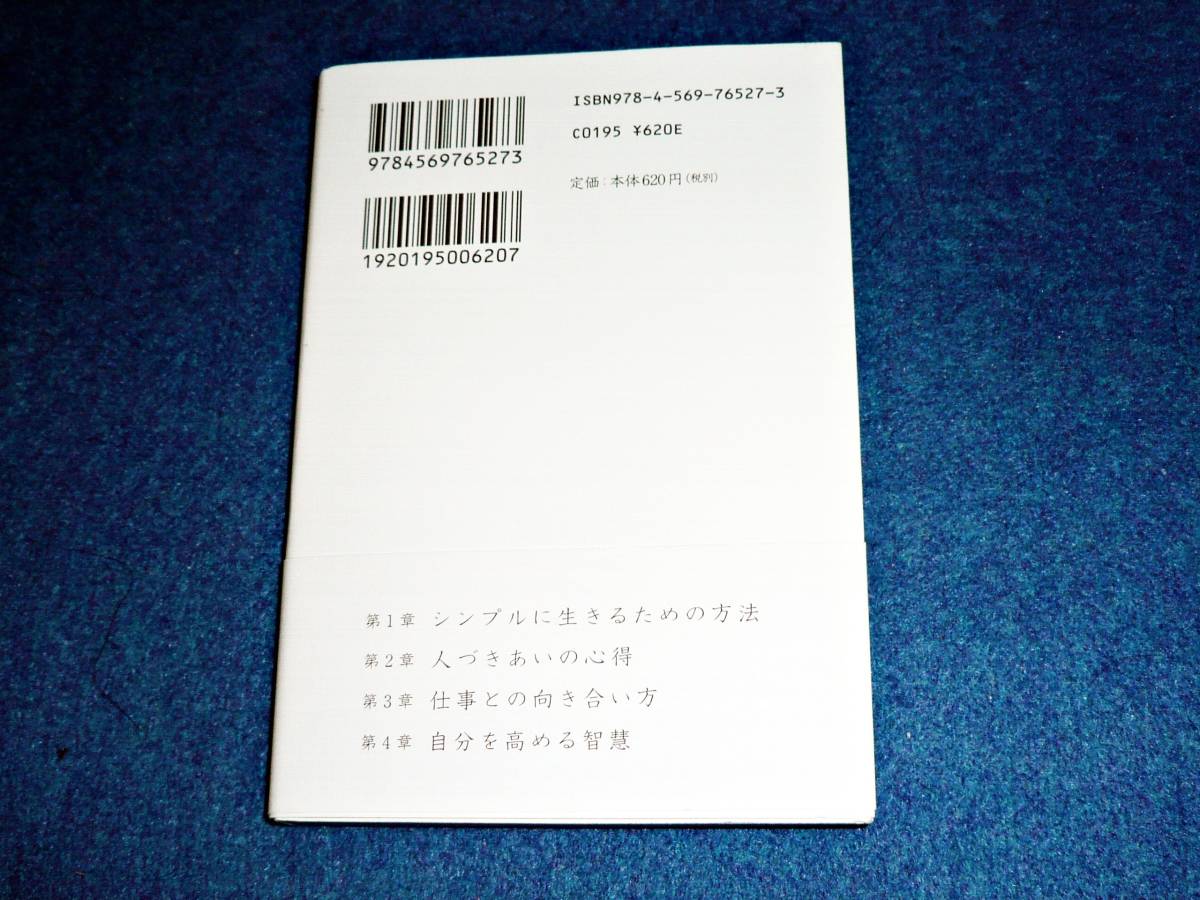 9784569765273
1920195006207
ISBN978-4-569-76527-3
C0195 ¥620E
定価：本体620円（税別）
第1章 シンプルに生きるための方法
第2章 人づきあいの心得
第3章 仕事との向き合い方
第4章 自分を高める智慧